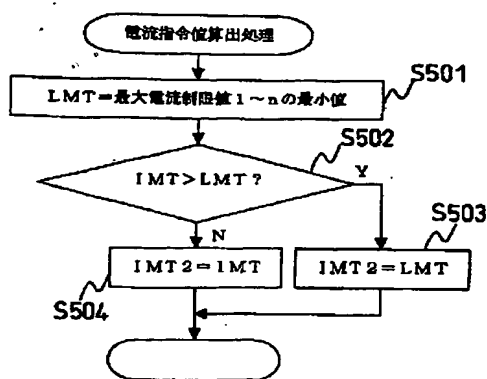 電流指令値算出処理
S501
LMT=最大電流制限値1~nの最小値
S502
IMT>LMT?
Y
S503
N
IMT2=IMT
IMT2=LMT
S504